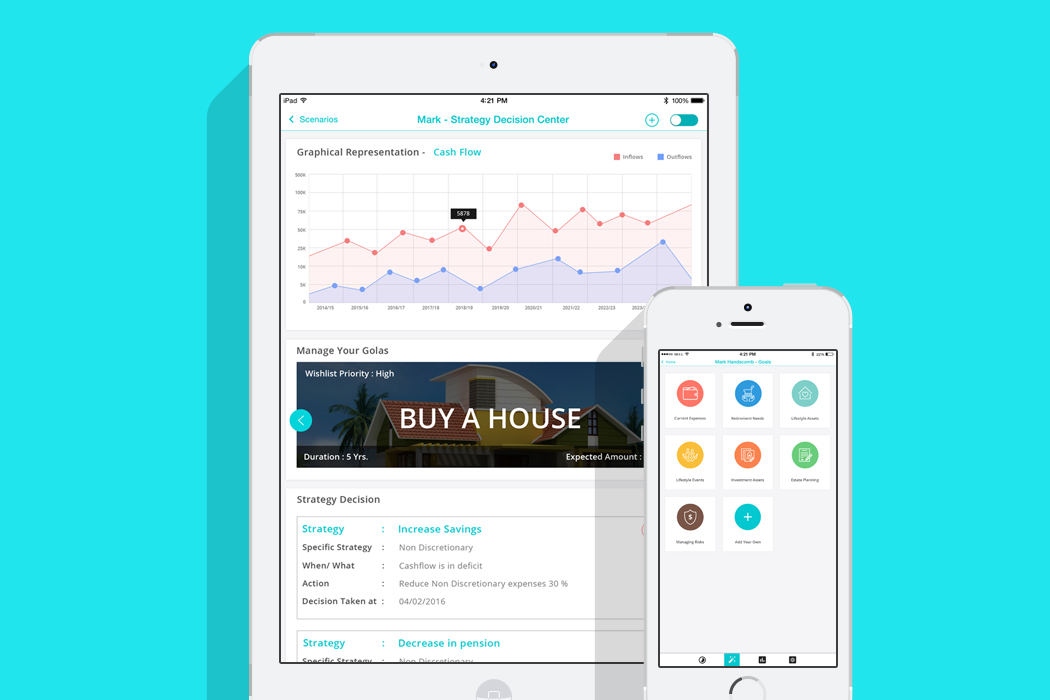 iPad
4:21 PM
100%
Scenarios
Mark - Strategy Decision Center
Graphical Representation - Cash Flow
Inflows
Outflows
500K
100K
75K
50K
25K
10K
5K
0
5878
2014/15 2015/16 2016/17 2017/18 2018/19 2019/20 2020/21 2021/22 2022/23
Manage Your Golas
Wishlist Priority : High
BUY A HOUSE
Duration : 5 Yrs.
Expected Amount :
Strategy Decision
Strategy : Increase Savings
Specific Strategy : Non Discretionary
When/ What : Cashflow is in deficit
Action : Reduce Non Discretionary expenses 30 %
Decision Taken at : 04/02/2016
Strategy : Decrease in pension
Specific Strategy : Non Discretionary
4:21 PM
22%
Home
Mark Handscomb - Goals
Current Expenses
Retirement Needs
Lifestyle Assets
Lifestyle Events
Investment Assets
Estate Planning
$
Managing Risks
Add Your Own